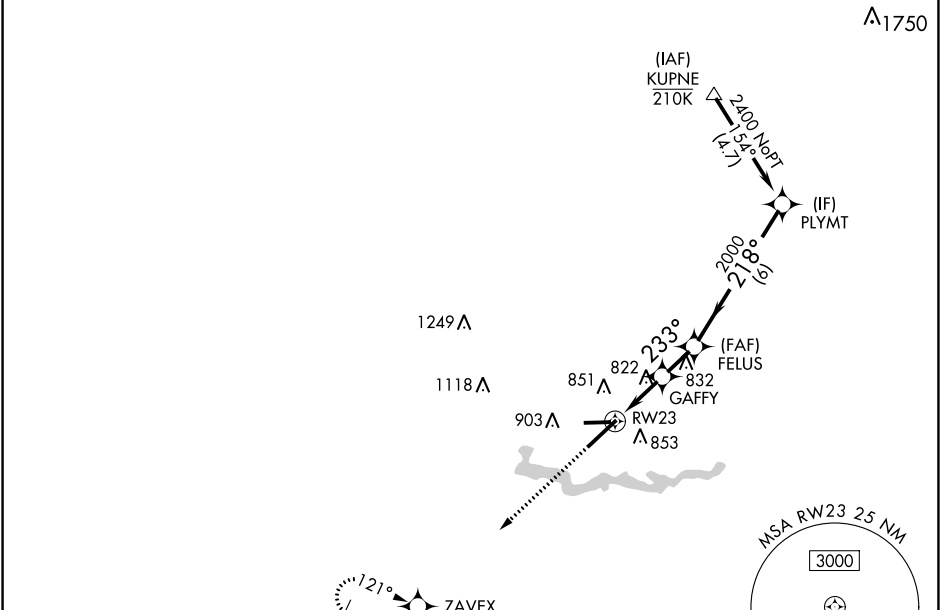 1750
(IAF)
KUPNE
210K
2400 NoPT
154°
(4.7)
(IF)
PLYMT
2000
218°
(6)
1249
233°
(FAF)
FELUS
822
832
1118
851
GAFFY
903
RW23
853
MSA RW23 25 NM
3000
121°
ZAVEX